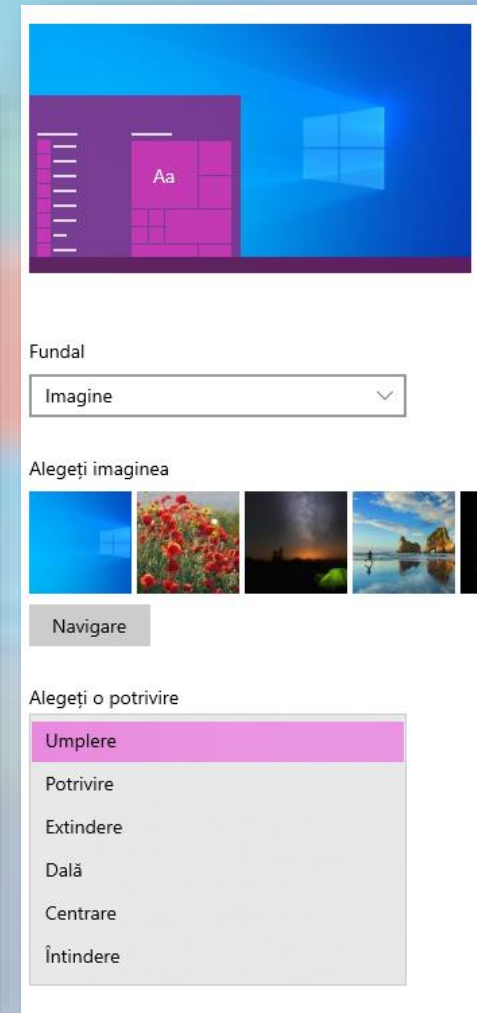 Aa
Fundal
Imagine
Alegeți imaginea
Navigare
Alegeți o potrivire
Umplere
Potrivire
Extindere
Dală
Centrare
Întindere